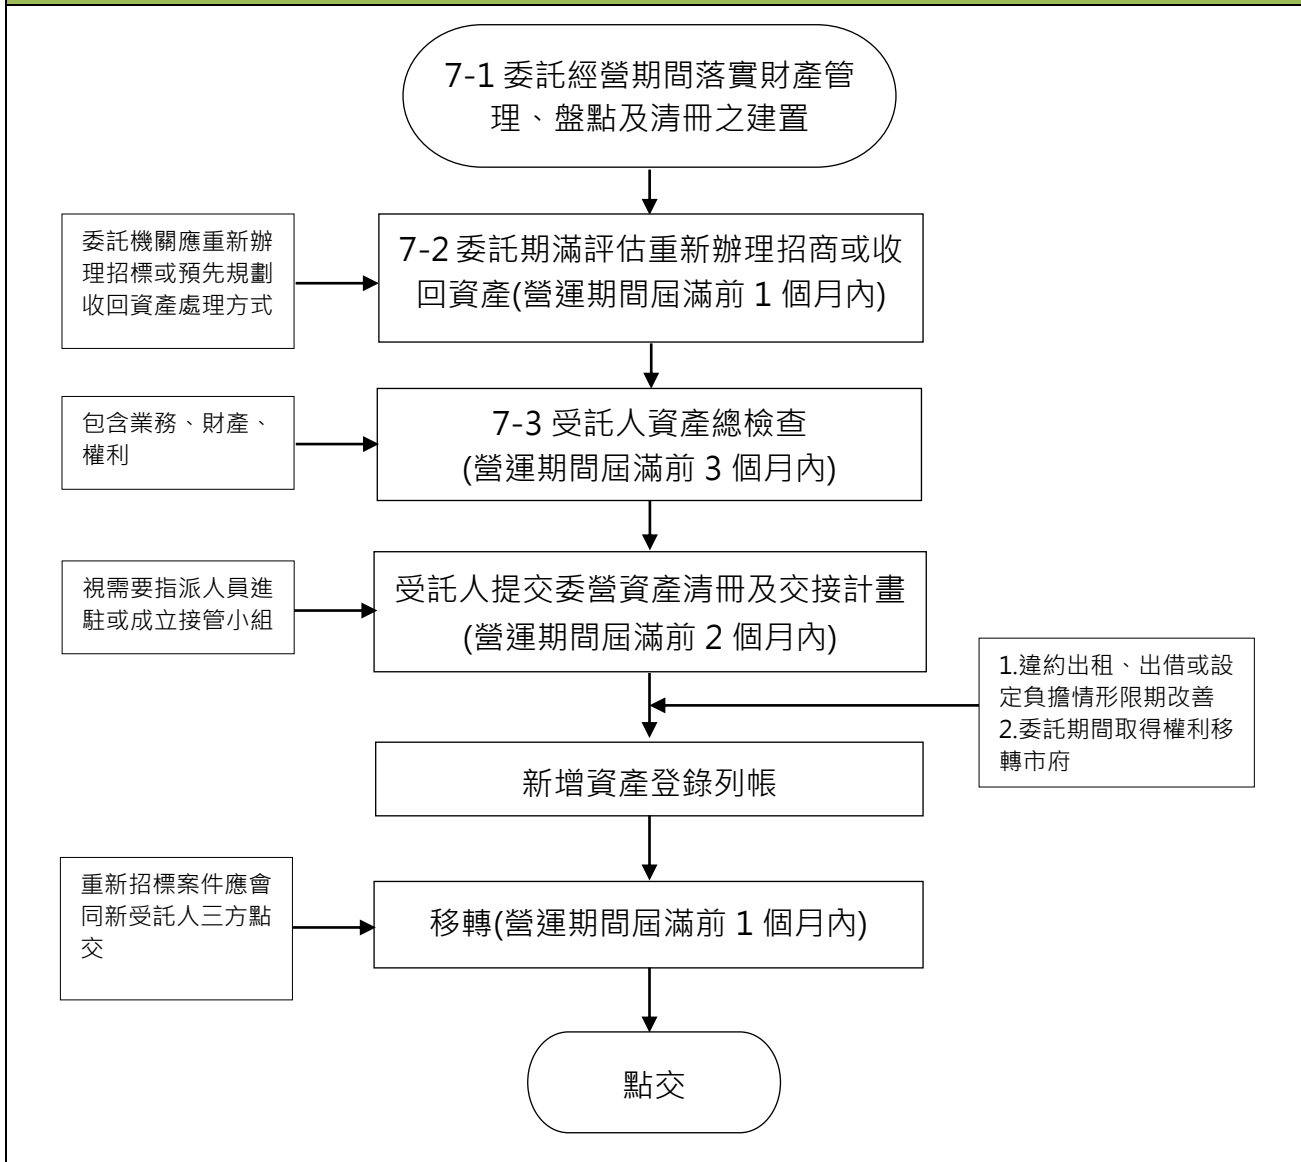 7-1 委託經營期間落實財產管
理、盤點及清冊之建置
委託機關應重新辦
理招標或預先規劃
收回資產處理方式
7-2 委託期滿評估重新辦理招商或收
回資產(營運期間屆滿前 1 個月內)
包含業務、財產、
權利
7-3 受託人資產總檢查
(營運期間屆滿前 3 個月內)
視需要指派人員進
駐或成立接管小組
受託人提交委營資產清冊及交接計畫
(營運期間屆滿前 2 個月內)
1.違約出租、出借或設
定負擔情形限期改善
2.委託期間取得權利移
轉市府
新增資產登錄列帳
重新招標案件應會
同新受託人三方點
交
移轉(營運期間屆滿前 1 個月內)
點交